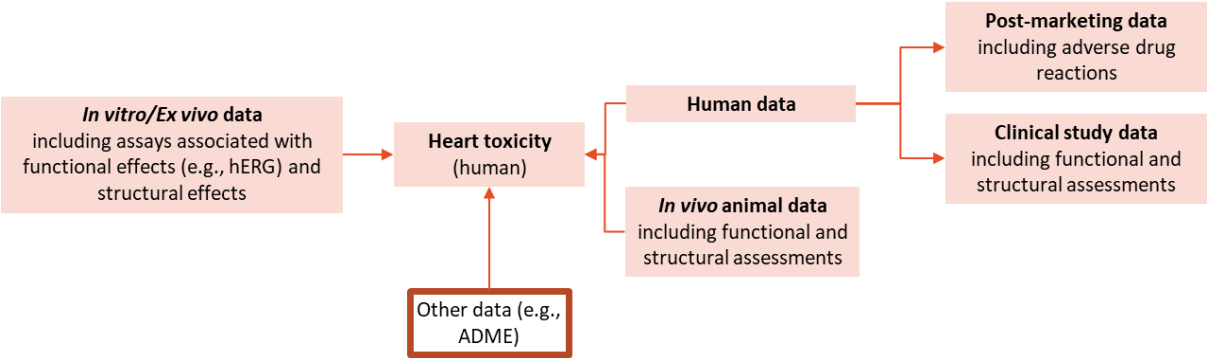 In vitro/Ex vivo data
including assays associated with
functional effects (e.g., hERG) and
structural effects
Heart toxicity
(human)
Other data (e.g.,
ADME)
Human data
In vivo animal data
including functional and
structural assessments
Post-marketing data
including adverse drug
reactions
Clinical study data
including functional and
structural assessments